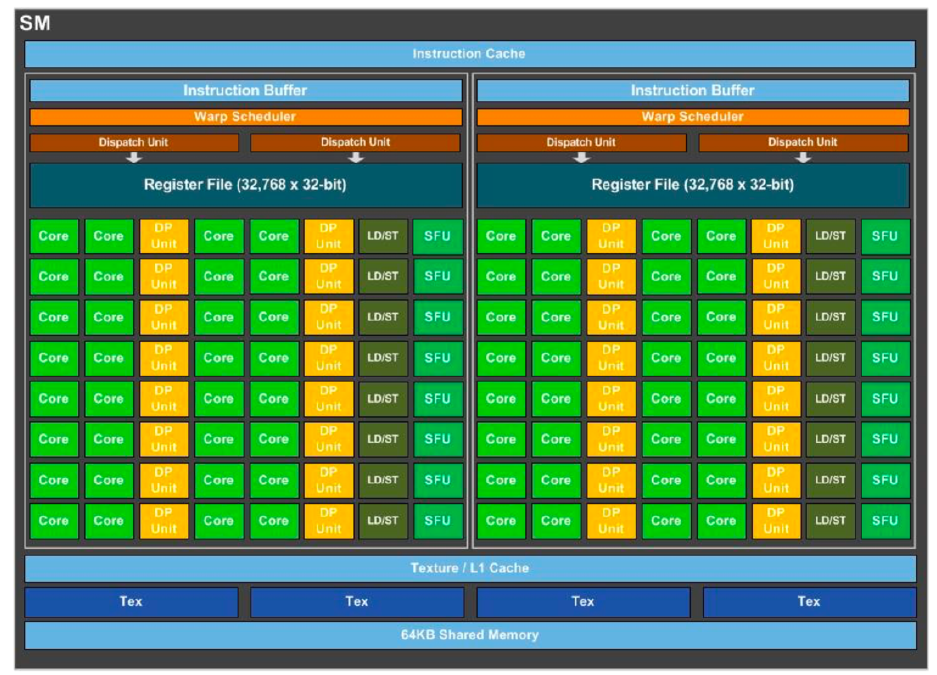 SM
Instruction Cache
Instruction Buffer Instruction Buffer
Warp Scheduler Warp Scheduler
Dispatch Unit Dispatch Unit Dispatch Unit Dispatch Unit
Register File (32,768 x 32-bit) Register File (32,768 x 32-bit)
Core Core DP Unit Core Core DP Unit LD/ST SFU Core Core DP Unit Core Core DP Unit LD/ST SFU
Core Core DP Unit Core Core DP Unit LD/ST SFU Core Core DP Unit Core Core DP Unit LD/ST SFU
Core Core DP Unit Core Core DP Unit LD/ST SFU Core Core DP Unit Core Core DP Unit LD/ST SFU
Core Core DP Unit Core Core DP Unit LD/ST SFU Core Core DP Unit Core Core DP Unit LD/ST SFU
Core Core DP Unit Core Core DP Unit LD/ST SFU Core Core DP Unit Core Core DP Unit LD/ST SFU
Core Core DP Unit Core Core DP Unit LD/ST SFU Core Core DP Unit Core Core DP Unit LD/ST SFU
Core Core DP Unit Core Core DP Unit LD/ST SFU Core Core DP Unit Core Core DP Unit LD/ST SFU
Core Core DP Unit Core Core DP Unit LD/ST SFU Core Core DP Unit Core Core DP Unit LD/ST SFU
Texture / L1 Cache
Tex Tex Tex Tex
64KB Shared Memory